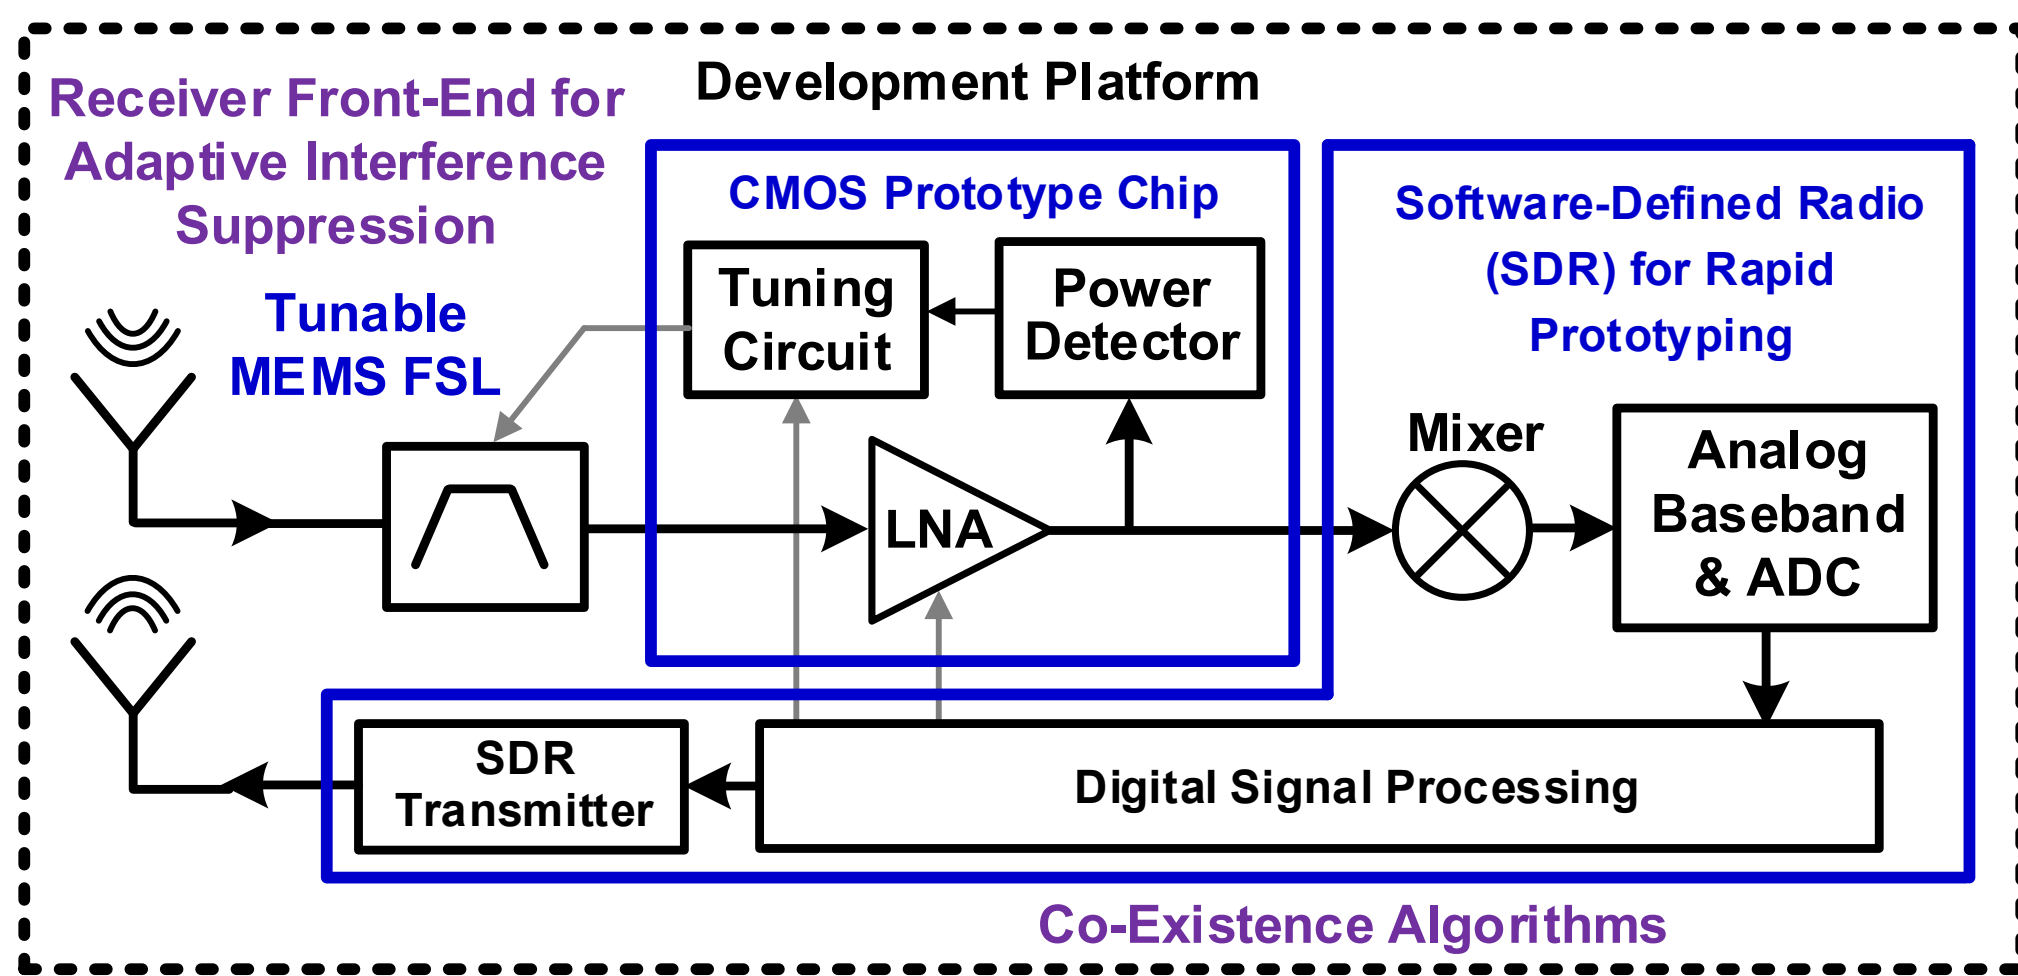 Development Platform
Receiver Front-End for
Adaptive Interference
Suppression
CMOS Prototype Chip
Software-Defined Radio
(SDR) for Rapid
Prototyping
Tunable
MEMS FSL
Tuning
Circuit
Power
Detector
LNA
Mixer
Analog
Baseband
& ADC
SDR
Transmitter
Digital Signal Processing
Co-Existence Algorithms